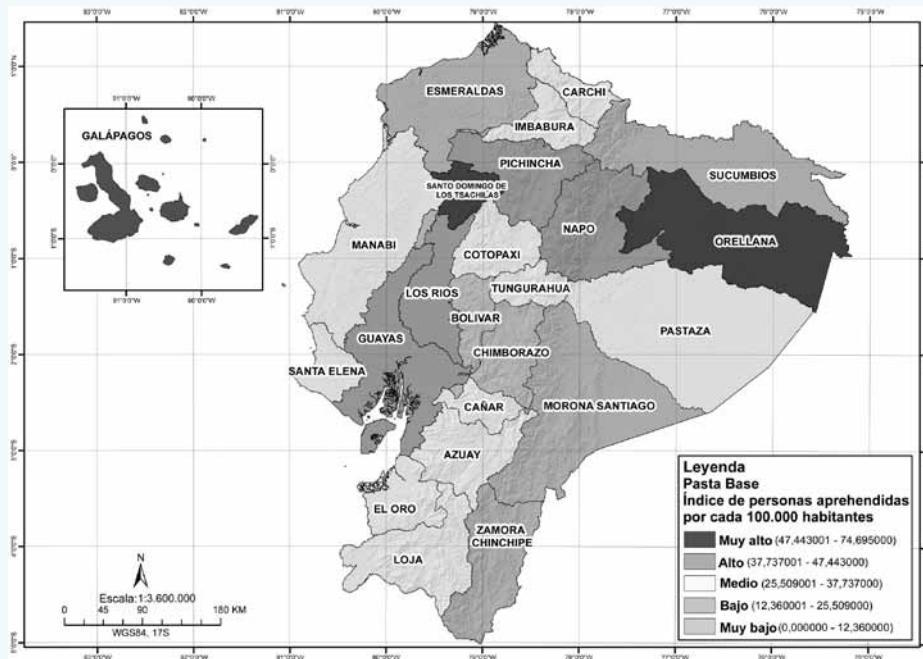 ESMERALDAS
CARCHI
IMBABURA
GALÁPAGOS
PICHINCHA
SUCUMBIOS
SANTO DOMINGO DE
LOS TSACHILAS
NAPO
ORELLANA
MANABI
COTOPAXI
LOS RIOS
TUNGURAHUA
BOLIVAR
PASTAZA
GUAYAS
CHIMBORAZO
SANTA ELENA
CAÑAR
MORONA SANTIAGO
AZUAY
EL ORO
ZAMORA
CHINCHIPE
LOJA
N
Escala:1:3.600.000
0 45 90 180 KM
WGS84, 17S
Leyenda
Pasta Base
Índice de personas aprehendidas
por cada 100.000 habitantes
Muy alto (47,443001 - 74,695000)
Alto (37,737001 - 47,443000)
Medio (25,509001 - 37,737000)
Bajo (12,360001 - 25,509000)
Muy bajo (0,000000 - 12,360000)